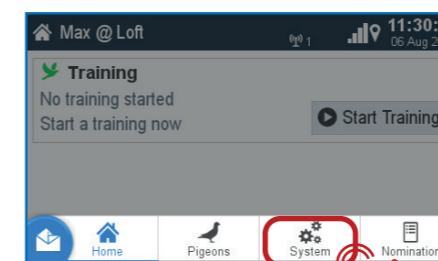 Max @ Loft 1 11:30:
06 Aug 2
Training
No training started
Start a training now
Start Training
Home Pigeons System Nomination